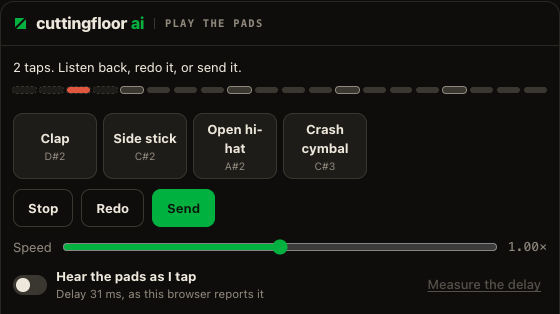 cuttingfloor ai | PLAY THE PADS
2 taps. Listen back, redo it, or send it.
Clap
D#2
Side stick
C#2
Open hi-
hat
A#2
Crash
cymbal
C#3
Stop Redo Send
Speed 1.00×
Hear the pads as I tap
Delay 31 ms, as this browser reports it
Measure the delay